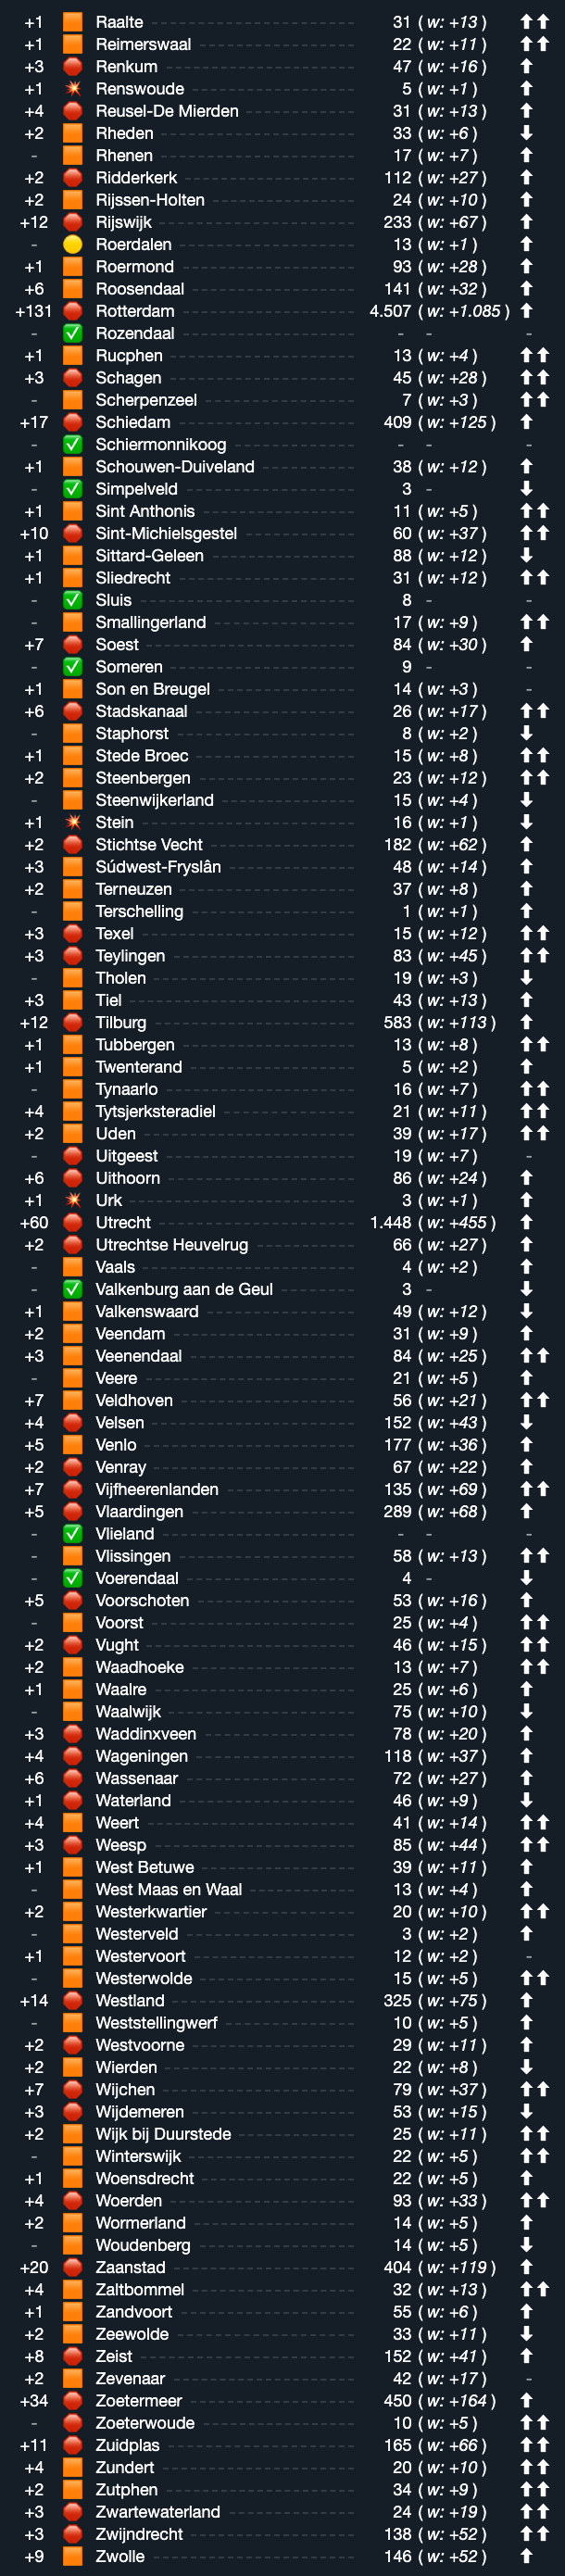 +1 Raalte 31 ( w: +13 )
+1 Reimerswaal 22 ( w: +11 )
+3 Renkum 47 ( w: +16 )
+1 Renswoude 5 ( w: +1 )
+4 Reusel-De Mierden 31 ( w: +13 )
+2 Rheden 33 ( w: +6 )
- Rhenen 17 ( w: +7 )
+2 Ridderkerk 112 ( w: +27 )
+2 Rijssen-Holten 24 ( w: +10 )
+12 Rijswijk 233 ( w: +67 )
- Roerdalen 13 ( w: +1 )
+1 Roermond 93 ( w: +28 )
+6 Roosendaal 141 ( w: +32 )
+131 Rotterdam 4.507 ( w: +1.085 )
- Rozendaal - - -
+1 Rucphen 13 ( w: +4 )
+3 Schagen 45 ( w: +28 )
- Scherpenzeel 7 ( w: +3 )
+17 Schiedam 409 ( w: +125 )
- Schiermonnikoog - - -
+1 Schouwen-Duiveland 38 ( w: +12 )
- Simpelveld 3 -
+1 Sint Anthonis 11 ( w: +5 )
+10 Sint-Michielsgestel 60 ( w: +37 )
+1 Sittard-Geleen 88 ( w: +12 )
+1 Sliedrecht 31 ( w: +12 )
- Sluis 8 - -
- Smallingerland 17 ( w: +9 )
+7 Soest 84 ( w: +30 )
- Someren 9 - -
+1 Son en Breugel 14 ( w: +3 ) -
+6 Stadskanaal 26 ( w: +17 )
- Staphorst 8 ( w: +2 )
+1 Stede Broec 15 ( w: +8 )
+2 Steenbergen 23 ( w: +12 )
- Steenwijkerland 15 ( w: +4 )
+1 Stein 16 ( w: +1 )
+2 Stichtse Vecht 182 ( w: +62 )
+3 Súdwest-Fryslân 48 ( w: +14 )
+2 Terneuzen 37 ( w: +8 )
- Terschelling 1 ( w: +1 )
+3 Texel 15 ( w: +12 )
+3 Teylingen 83 ( w: +45 )
- Tholen 19 ( w: +3 )
+3 Tiel 43 ( w: +13 )
+12 Tilburg 583 ( w: +113 )
+1 Tubbergen 13 ( w: +8 )
+1 Twenterand 5 ( w: +2 )
- Tynaarlo 16 ( w: +7 )
+4 Tytsjerksteradiel 21 ( w: +11 )
+2 Uden 39 ( w: +17 )
- Uitgeest 19 ( w: +7 ) -
+6 Uithoorn 86 ( w: +24 )
+1 Urk 3 ( w: +1 )
+60 Utrecht 1.448 ( w: +455 )
+2 Utrechtse Heuvelrug 66 ( w: +27 )
- Vaals 4 ( w: +2 )
- Valkenburg aan de Geul 3 -
+1 Valkenswaard 49 ( w: +12 )
+2 Veendam 31 ( w: +9 )
+3 Veenendaal 84 ( w: +25 )
- Veere 21 ( w: +5 )
+7 Veldhoven 56 ( w: +21 )
+4 Velsen 152 ( w: +43 )
+5 Venlo 177 ( w: +36 )
+2 Venray 67 ( w: +22 )
+7 Vijfheerenlanden 135 ( w: +69 )
+5 Vlaardingen 289 ( w: +68 )
- Vlieland - - -
- Vlissingen 58 ( w: +13 )
- Voerendaal 4 -
+5 Voorschoten 53 ( w: +16 )
- Voorst 25 ( w: +4 )
+2 Vught 46 ( w: +15 )
+2 Waadhoeke 13 ( w: +7 )
+1 Waalre 25 ( w: +6 )
- Waalwijk 75 ( w: +10 )
+3 Waddinxveen 78 ( w: +20 )
+4 Wageningen 118 ( w: +37 )
+6 Wassenaar 72 ( w: +27 )
+1 Waterland 46 ( w: +9 )
+4 Weert 41 ( w: +14 )
+3 Weesp 85 ( w: +44 )
+1 West Betuwe 39 ( w: +11 )
- West Maas en Waal 13 ( w: +4 )
+2 Westerkwartier 20 ( w: +10 )
- Westerveld 3 ( w: +2 )
+1 Westervoort 12 ( w: +2 ) -
- Westerwolde 15 ( w: +5 )
+14 Westland 325 ( w: +75 )
- Weststellingwerf 10 ( w: +5 )
+2 Westvoorne 29 ( w: +11 )
+2 Wierden 22 ( w: +8 )
+7 Wijchen 79 ( w: +37 )
+3 Wijdemeren 53 ( w: +15 )
+2 Wijk bij Duurstede 25 ( w: +11 )
- Winterswijk 22 ( w: +5 )
+1 Woensdrecht 22 ( w: +5 )
+4 Woerden 93 ( w: +33 )
+2 Wormerland 14 ( w: +5 )
- Woudenberg 14 ( w: +5 )
+20 Zaanstad 404 ( w: +119 )
+4 Zaltbommel 32 ( w: +13 )
+1 Zandvoort 55 ( w: +6 )
+2 Zeewolde 33 ( w: +11 )
+8 Zeist 152 ( w: +41 )
+2 Zevenaar 42 ( w: +17 ) -
+34 Zoetermeer 450 ( w: +164 )
- Zoeterwoude 10 ( w: +5 )
+11 Zuidplas 165 ( w: +66 )
+4 Zundert 20 ( w: +10 )
+2 Zutphen 34 ( w: +9 )
+3 Zwartewaterland 24 ( w: +19 )
+3 Zwijndrecht 138 ( w: +52 )
+9 Zwolle 146 ( w: +52 )